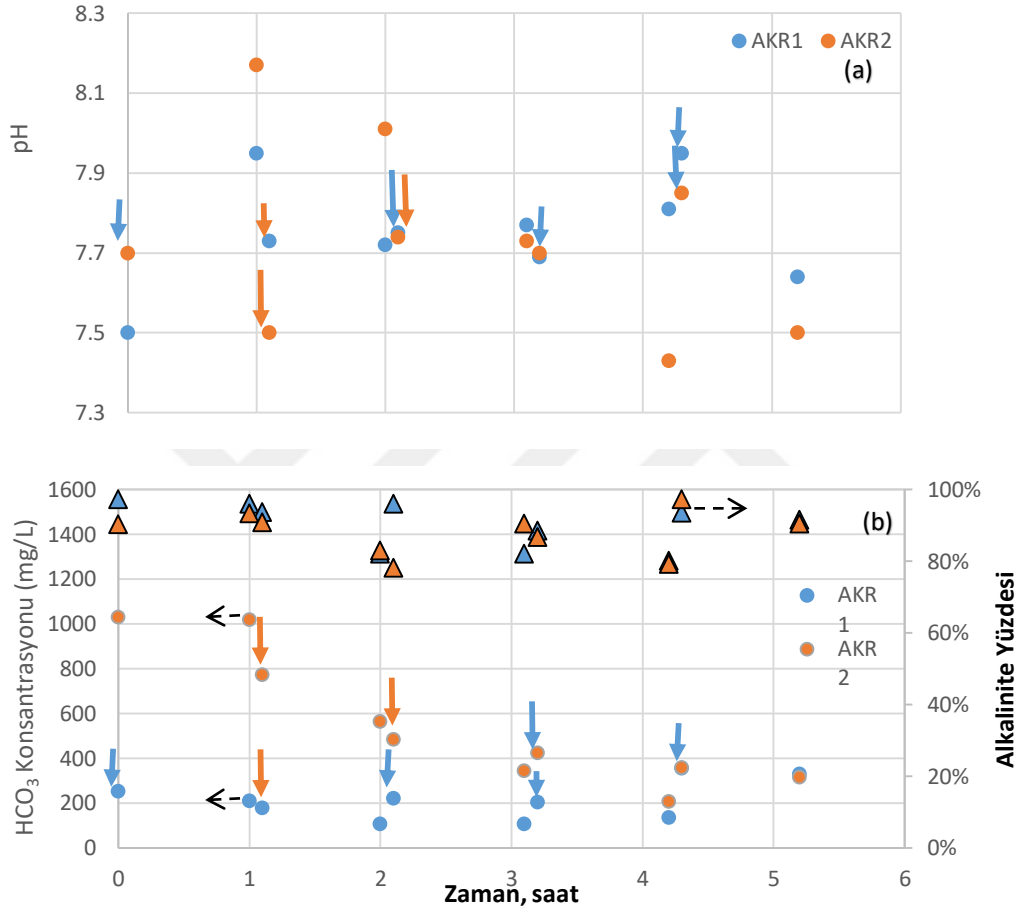 8.3
AKR1 AKR2
(a)
8.1
pH
7.9
7.7
7.5
7.3
1600 100%
(b)
1400
80%
1200
AKR
1
1000
60%
AKR
2
800
600
40%
400
20%
200
0 0%
0 1 2 3 4 5 6
HCO₃ Konsantrasyonu (mg/L)
Alkalinite Yüzdesi
Zaman, saat